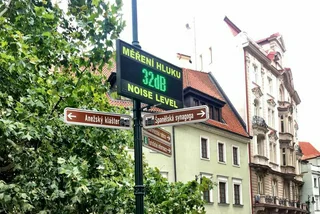 MĚŘENÍ HLUKU
32dB
NOISE LEVEL
Anežský klášter
Španělská synagoga